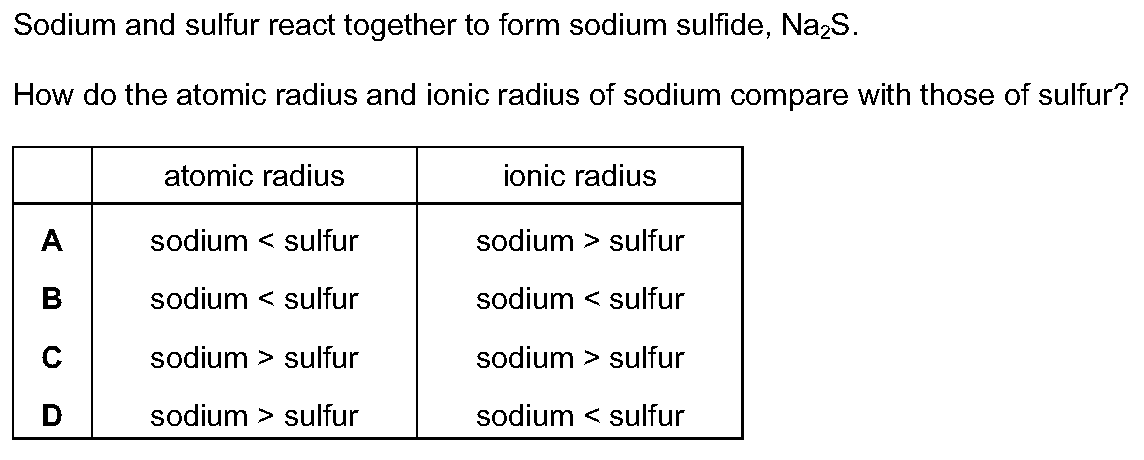 Sodium and sulfur react together to form sodium sulfide, Na₂S.
How do the atomic radius and ionic radius of sodium compare with those of sulfur?
atomic radius ionic radius
A sodium < sulfur sodium > sulfur
B sodium < sulfur sodium < sulfur
C sodium > sulfur sodium > sulfur
D sodium > sulfur sodium < sulfur